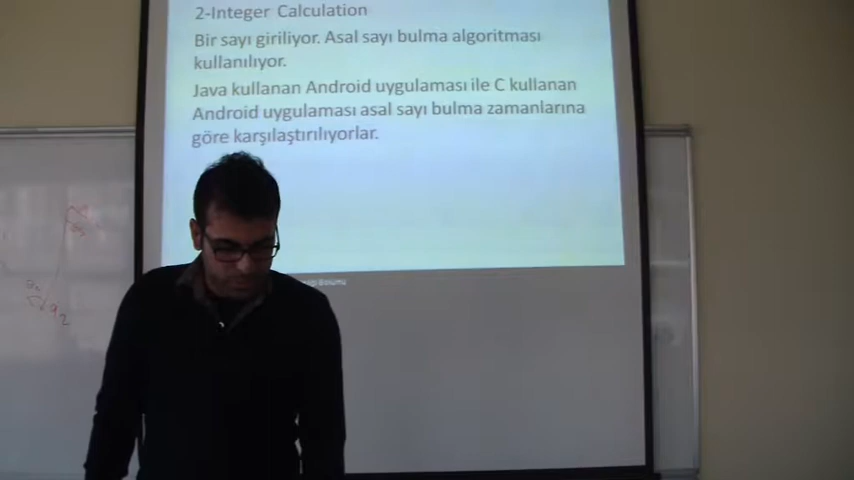 2-Integer Calculation
Bir sayı giriliyor. Asal sayı bulma algoritması
kullanılıyor.
Java kullanan Android uygulaması ile C kullanan
Android uygulaması asal sayı bulma zamanlarına
göre karşılaştırılıyorlar.